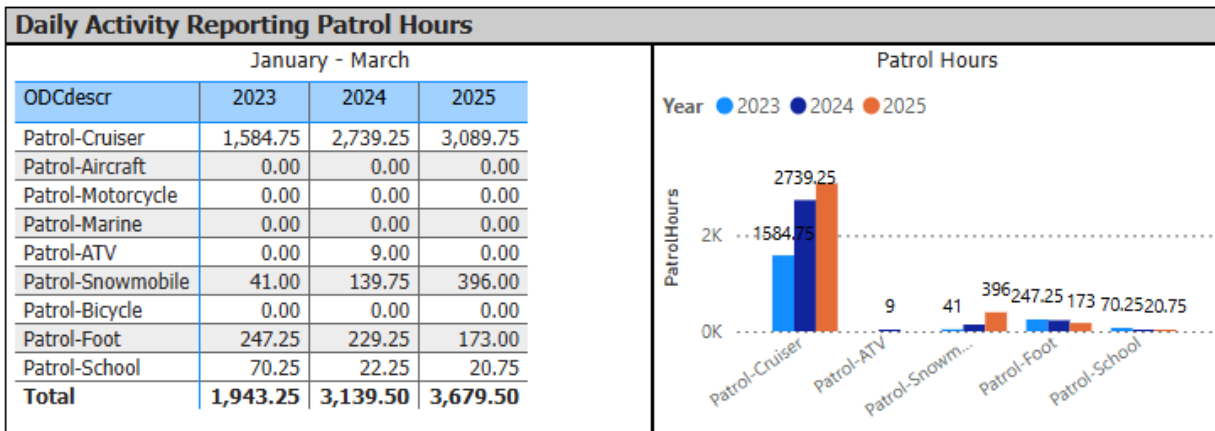 Daily Activity Reporting Patrol Hours
January - March
ODCdescr 2023 2024 2025
Patrol-Cruiser 1,584.75 2,739.25 3,089.75
Patrol-Aircraft 0.00 0.00 0.00
Patrol-Motorcycle 0.00 0.00 0.00
Patrol-Marine 0.00 0.00 0.00
Patrol-ATV 0.00 9.00 0.00
Patrol-Snowmobile 41.00 139.75 396.00
Patrol-Bicycle 0.00 0.00 0.00
Patrol-Foot 247.25 229.25 173.00
Patrol-School 70.25 22.25 20.75
Total 1,943.25 3,139.50 3,679.50
Patrol Hours
Year 2023 2024 2025
PatrolHours
2K
0K
2739.25
1584.75
9
41
396
247.25
173
70.25
20.75
Patrol-Cruiser
Patrol-ATV
Patrol-Snowm...
Patrol-Foot
Patrol-School